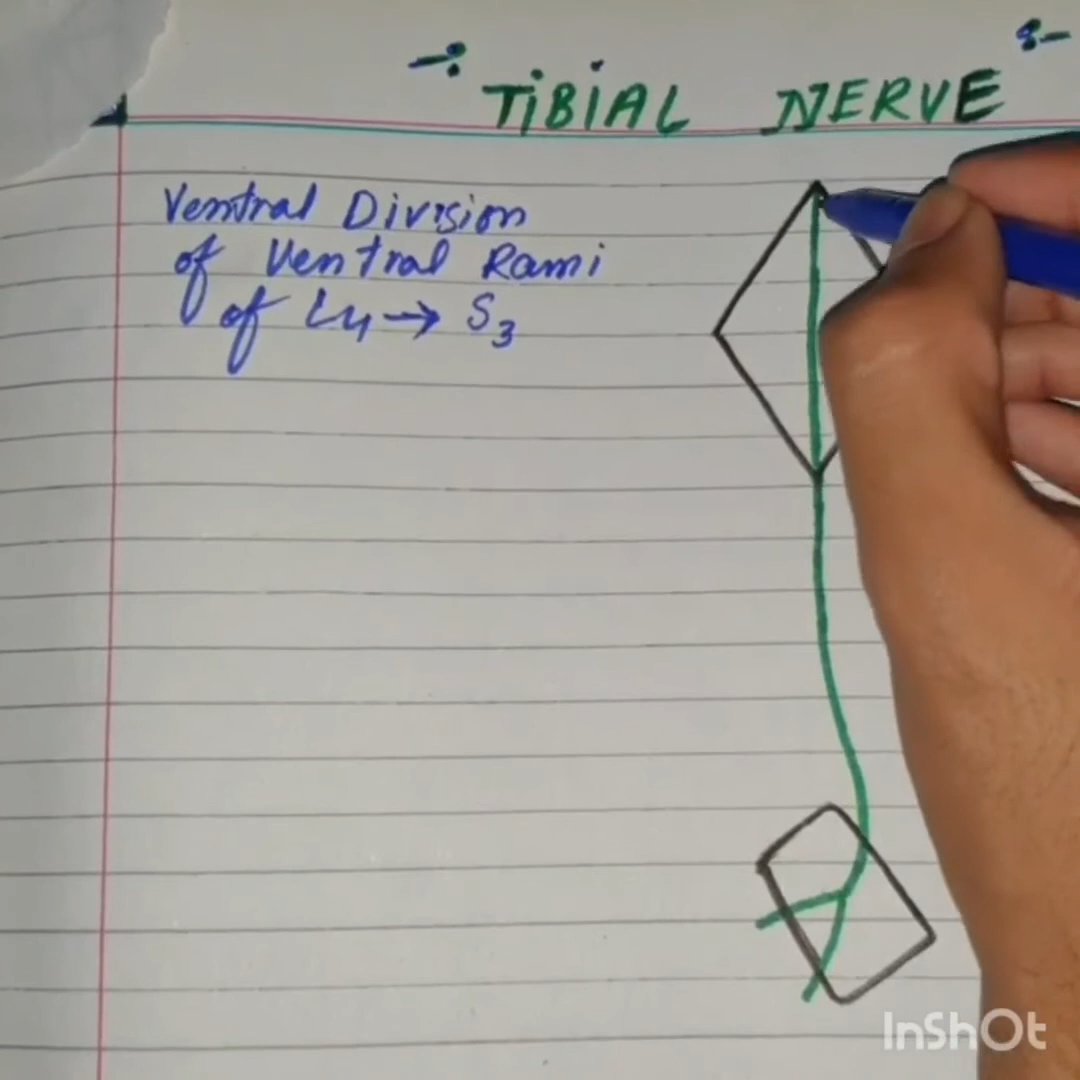 -: TIBIAL NERVE :-
Ventral Division
of Ventral Rami
of L4 → S3
InShOt